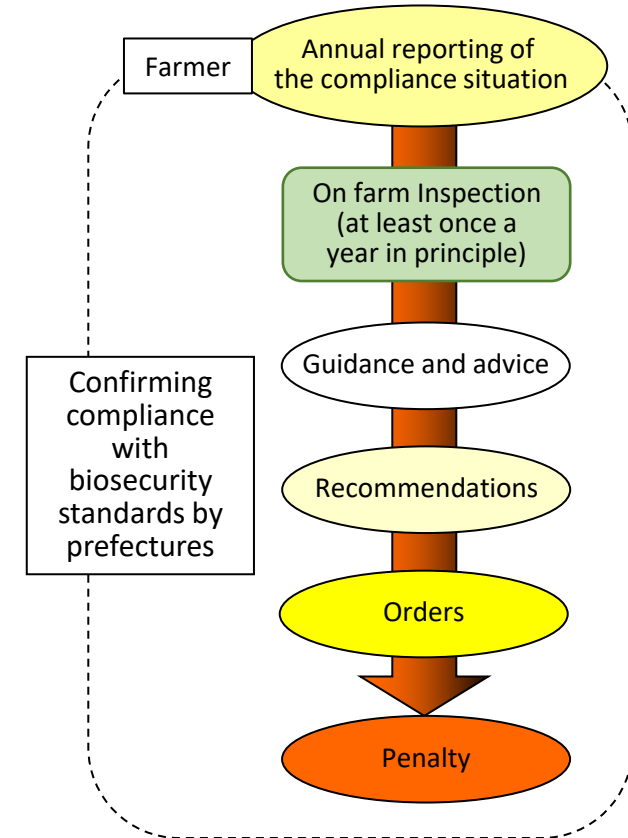 Farmer
Annual reporting of
the compliance situation
On farm Inspection
(at least once a
year in principle)
Guidance and advice
Confirming
compliance
with
biosecurity
standards by
prefectures
Recommendations
Orders
Penalty